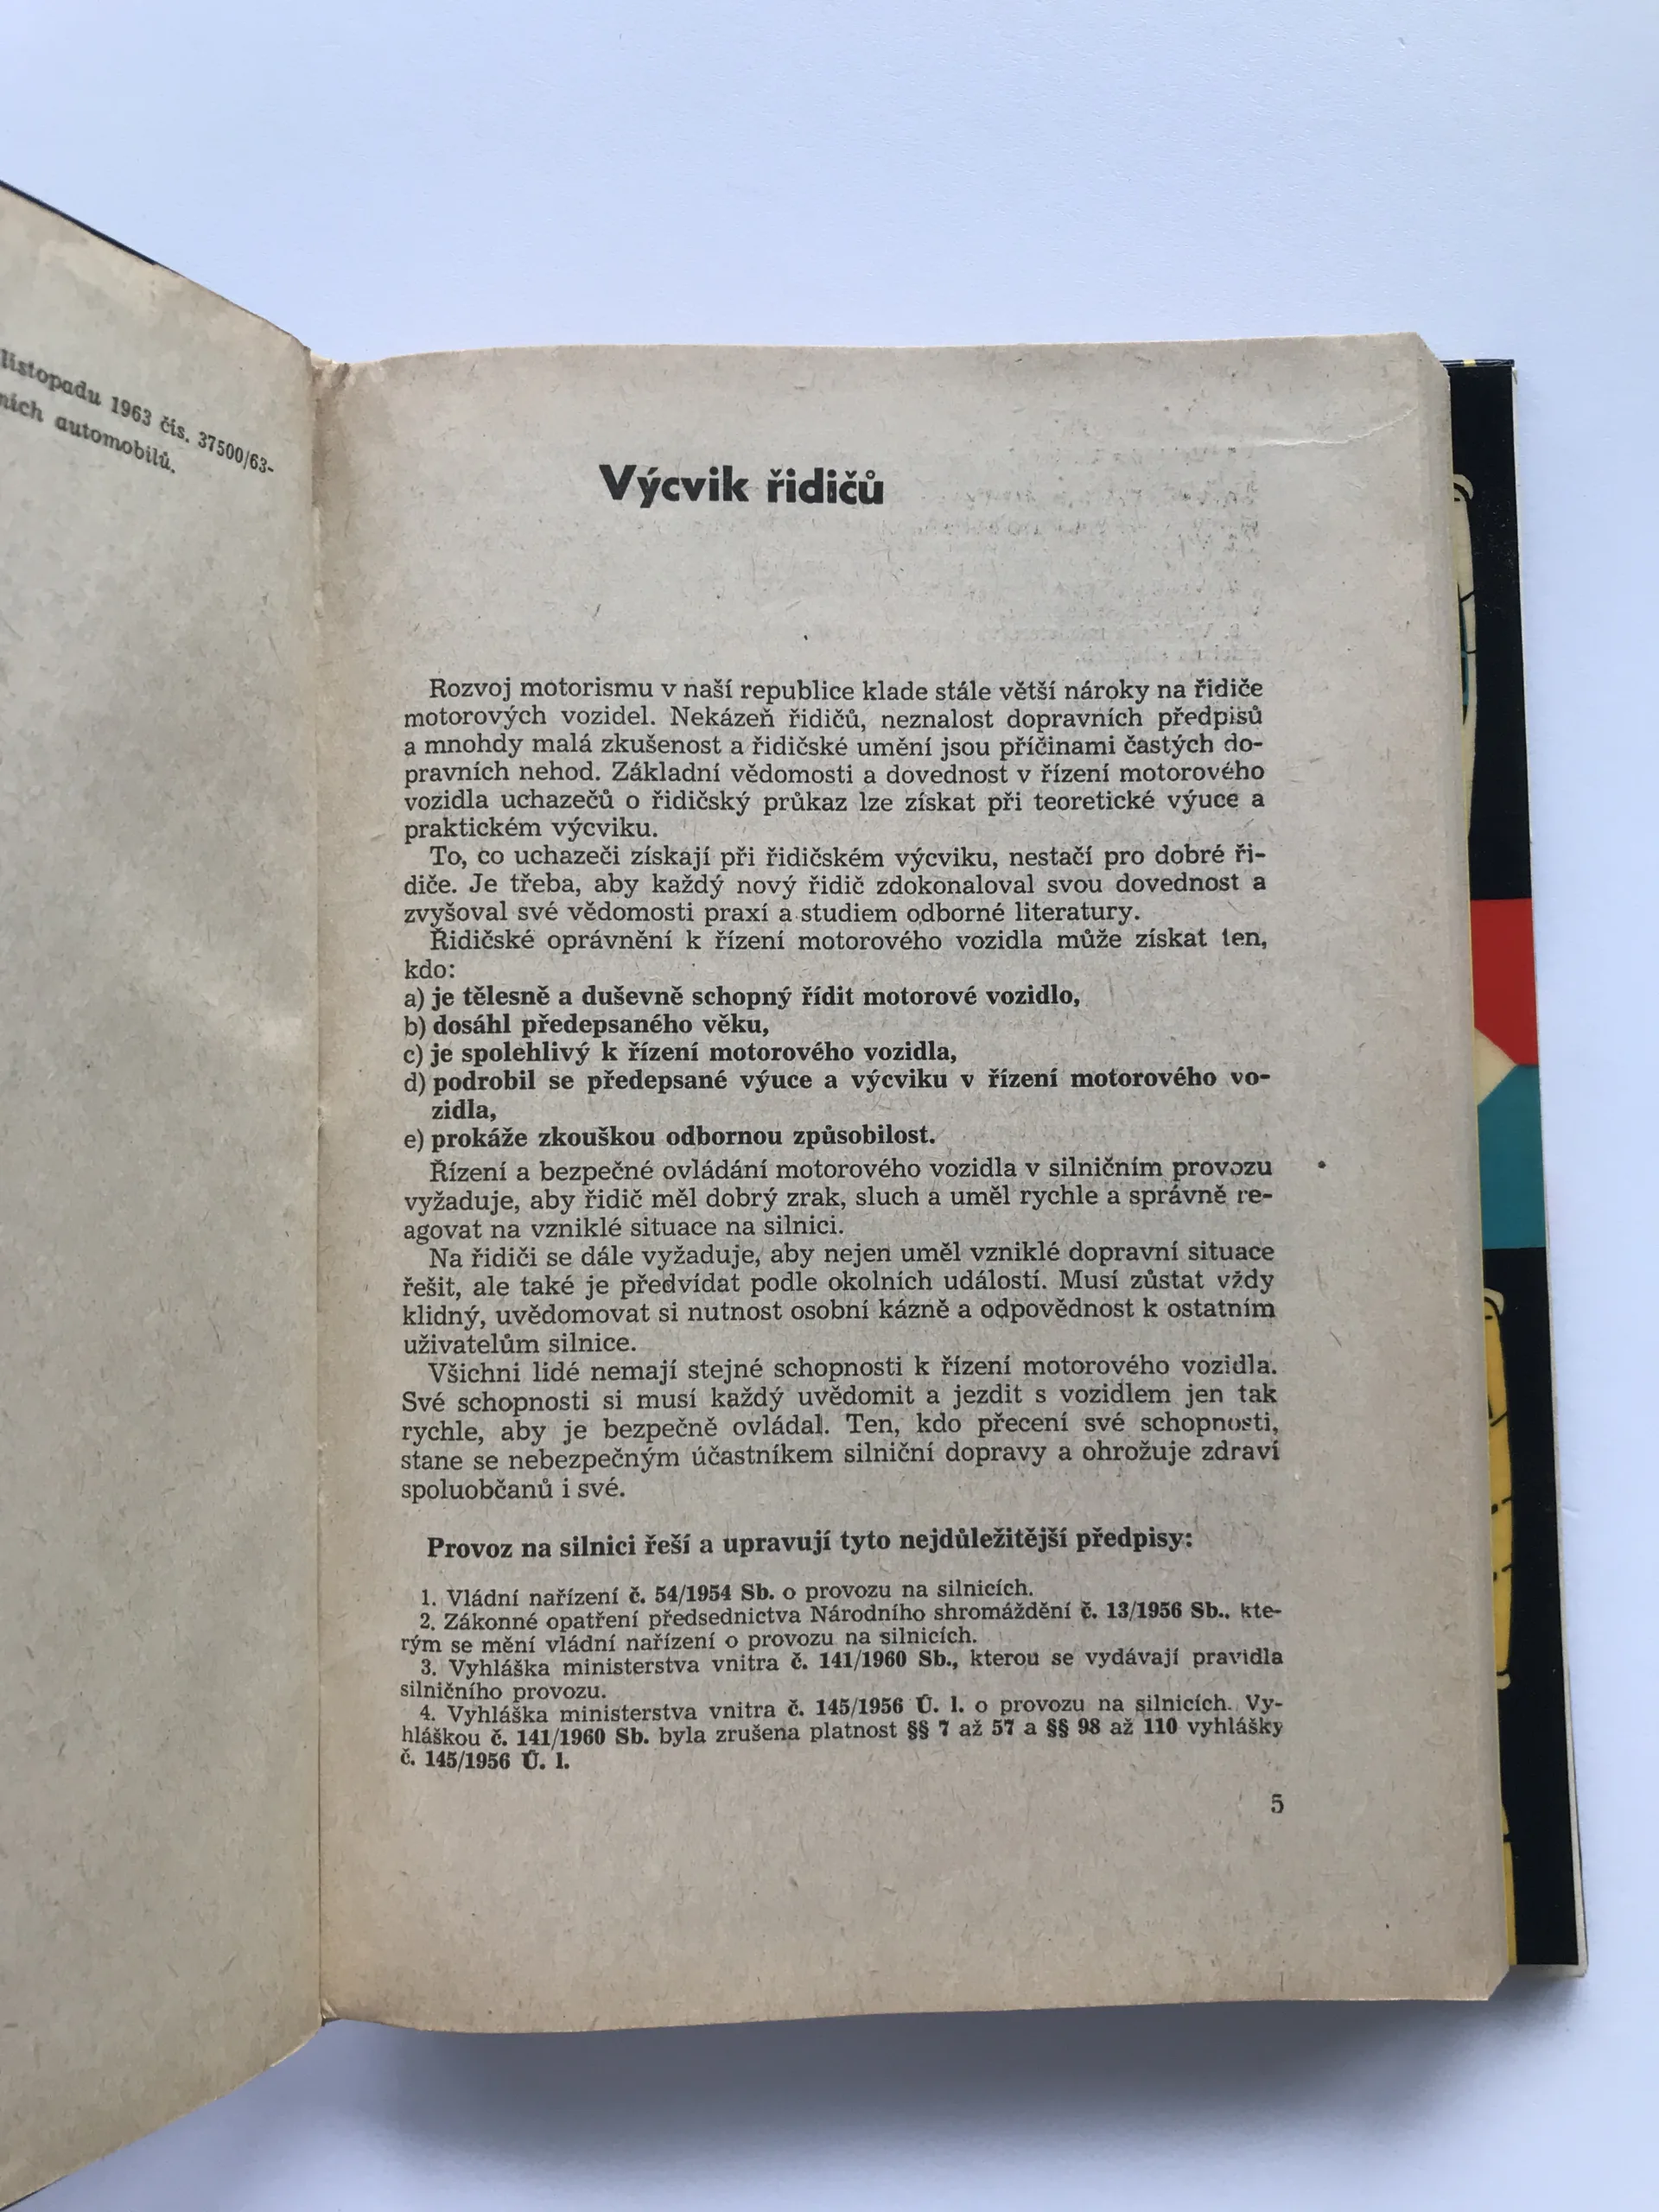 listopadu 1963 čís. 37500/63-
automobilů.
Výcvik řidičů
Rozvoj motorismu v naší republice klade stále větší nároky na řidiče
motorových vozidel. Nekázeň řidičů, neznalost dopravních předpisů
a mnohdy malá zkušenost a řidičské umění jsou příčinami častých do-
pravních nehod. Základní vědomosti a dovednost v řízení motorového
vozidla uchazečů o řidičský průkaz lze získat při teoretické výuce a
praktickém výcviku.
To, co uchazeči získají při řidičském výcviku, nestačí pro dobré ři-
diče. Je třeba, aby každý nový řidič zdokonaloval svou dovednost a
zvyšoval své vědomosti praxí a studiem odborné literatury.
Řidičské oprávnění k řízení motorového vozidla může získat ten,
kdo:
a) je tělesně a duševně schopný řídit motorové vozidlo,
b) dosáhl předepsaného věku,
c) je spolehlivý k řízení motorového vozidla,
d) podrobil se předepsané výuce a výcviku v řízení motorového vo-
zidla,
e) prokáže zkouškou odbornou způsobilost.
Řízení a bezpečné ovládání motorového vozidla v silničním provozu
vyžaduje, aby řidič měl dobrý zrak, sluch a uměl rychle a správně re-
agovat na vzniklé situace na silnici.
Na řidiči se dále vyžaduje, aby nejen uměl vzniklé dopravní situace
řešit, ale také je předvídat podle okolních událostí. Musí zůstat vždy
klidný, uvědomovat si nutnost osobní kázně a odpovědnost k ostatním
uživatelům silnice.
Všichni lidé nemají stejné schopnosti k řízení motorového vozidla.
Své schopnosti si musí každý uvědomit a jezdit s vozidlem jen tak
rychle, aby je bezpečně ovládal. Ten, kdo přecení své schopnosti,
stane se nebezpečným účastníkem silniční dopravy a ohrožuje zdraví
spoluobčanů i své.
Provoz na silnici řeší a upravují tyto nejdůležitější předpisy:
1. Vládní nařízení č. 54/1954 Sb. o provozu na silnicích.
2. Zákonné opatření předsednictva Národního shromáždění č. 13/1956 Sb., kte-
rým se mění vládní nařízení o provozu na silnicích.
3. Vyhláška ministerstva vnitra č. 141/1960 Sb., kterou se vydávají pravidla
silničního provozu.
4. Vyhláška ministerstva vnitra č. 145/1956 Ú. l. o provozu na silnicích. Vy-
hláškou č. 141/1960 Sb. byla zrušena platnost §§ 7 až 57 a §§ 98 až 110 vyhlášky
č. 145/1956 Ú. l.
5